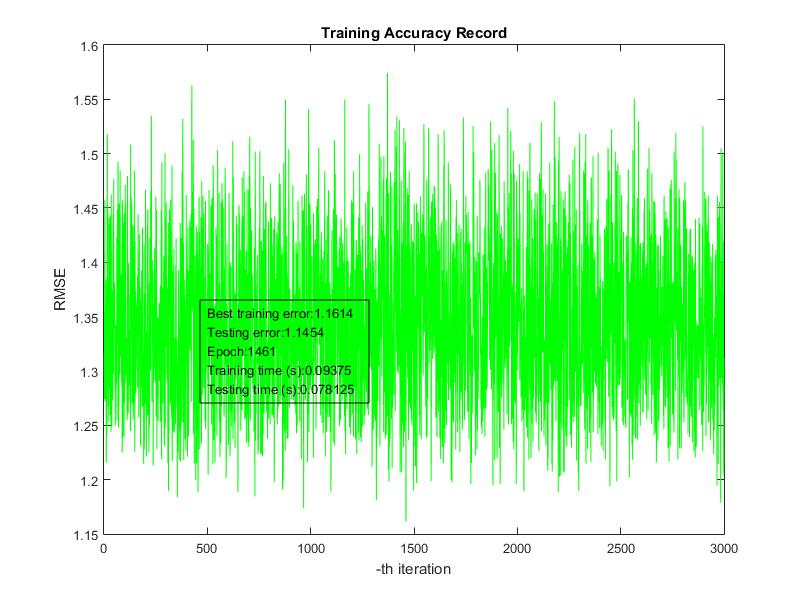 Training Accuracy Record
1.6
1.55
1.5
1.45
1.4
1.35
1.3
1.25
1.2
1.15
RMSE
Best training error:1.1614
Testing error:1.1454
Epoch:1461
Training time (s):0.09375
Testing time (s):0.078125
0 500 1000 1500 2000 2500 3000
-th iteration